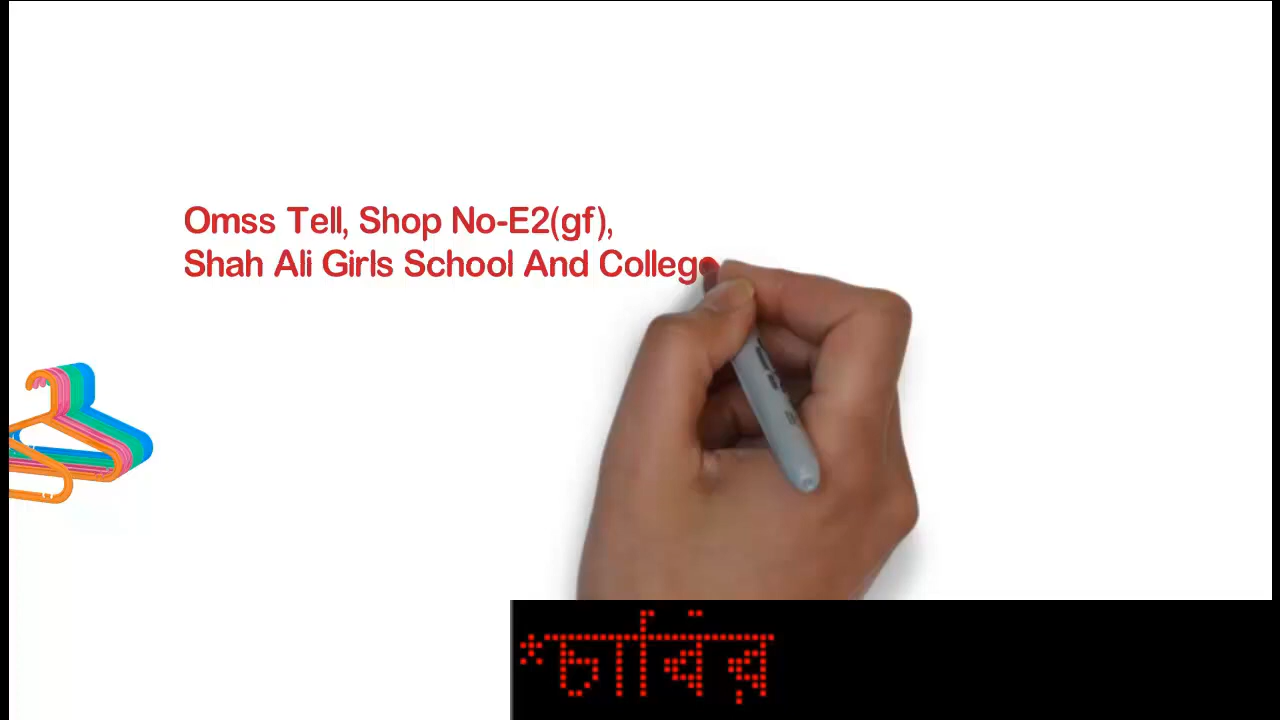 Omss Tell, Shop No-E2(gf),
Shah Ali Girls School And College
*চাবির